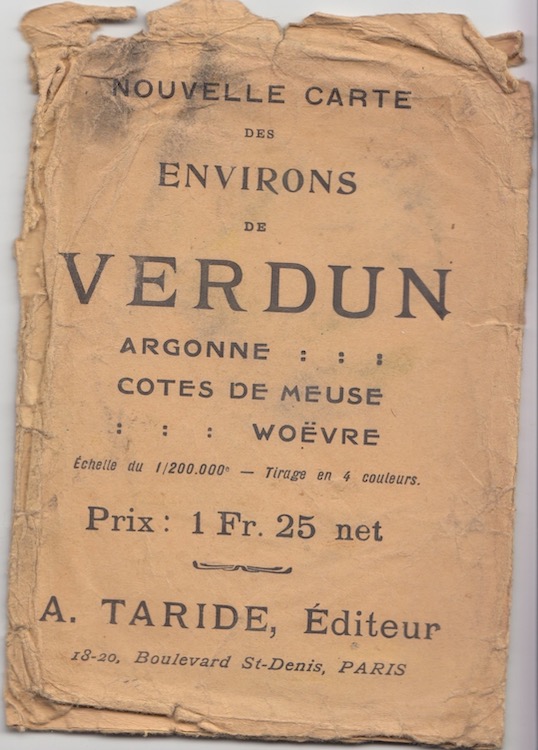 NOUVELLE CARTE
DES
ENVIRONS
DE
VERDUN
ARGONNE : : :
COTES DE MEUSE
: : : WOËVRE
Échelle du 1/200.000e — Tirage en 4 couleurs.
Prix : 1 Fr. 25 net
A. TARIDE, Éditeur
18-20, Boulevard St-Denis, PARIS